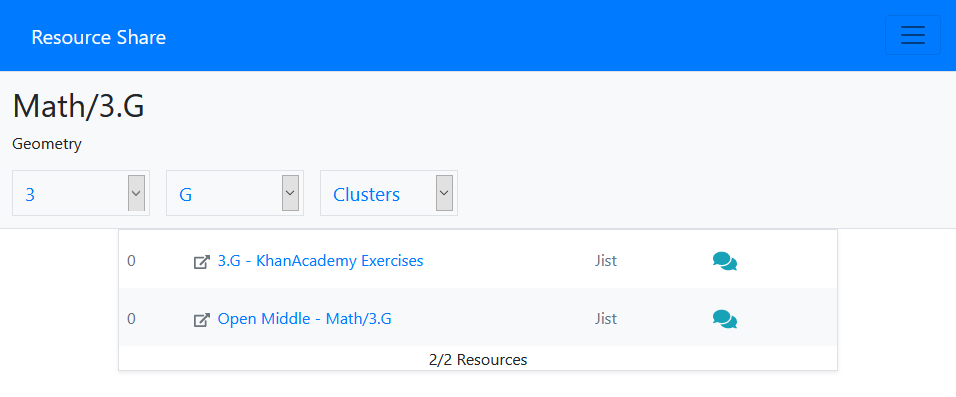 Resource Share
Math/3.G
Geometry
3 G Clusters
0 3.G - KhanAcademy Exercises Jist
0 Open Middle - Math/3.G Jist
2/2 Resources